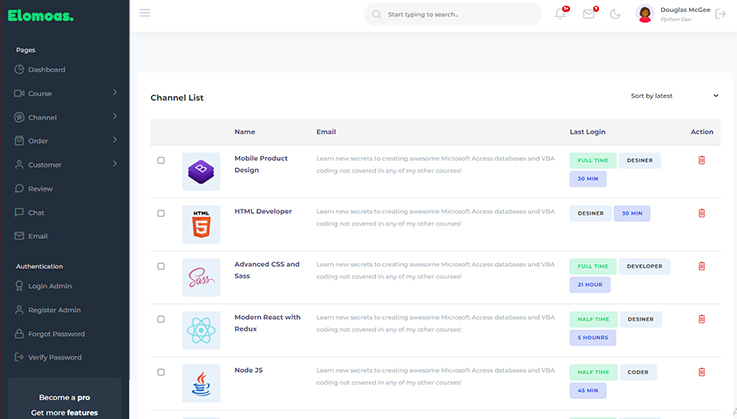 Elomoas.
Start typing to search..
Douglas McGee
Python Dev
Pages
Dashboard
Course
Channel
Order
Customer
Review
Chat
Email
Authentication
Login Admin
Register Admin
Forgot Password
Verify Password
Become a pro
Get more features
Channel List
Sort by latest
Name Email Last Login Action
Mobile Product
Design
Learn new secrets to creating awesome Microsoft Access databases and VBA
coding not covered in any of my other courses!
FULL TIME DESINER
30 MIN
HTML
5
HTML Developer
Learn new secrets to creating awesome Microsoft Access databases and VBA
coding not covered in any of my other courses!
DESINER 30 MIN
Sass
Advanced CSS and
Sass
Learn new secrets to creating awesome Microsoft Access databases and VBA
coding not covered in any of my other courses!
FULL TIME DEVELOPER
21 HOUR
Modern React with
Redux
Learn new secrets to creating awesome Microsoft Access databases and VBA
coding not covered in any of my other courses!
HALF TIME DESINER
5 HOUNRS
Java
Node JS
Learn new secrets to creating awesome Microsoft Access databases and VBA
coding not covered in any of my other courses!
HALF TIME CODER
45 MIN